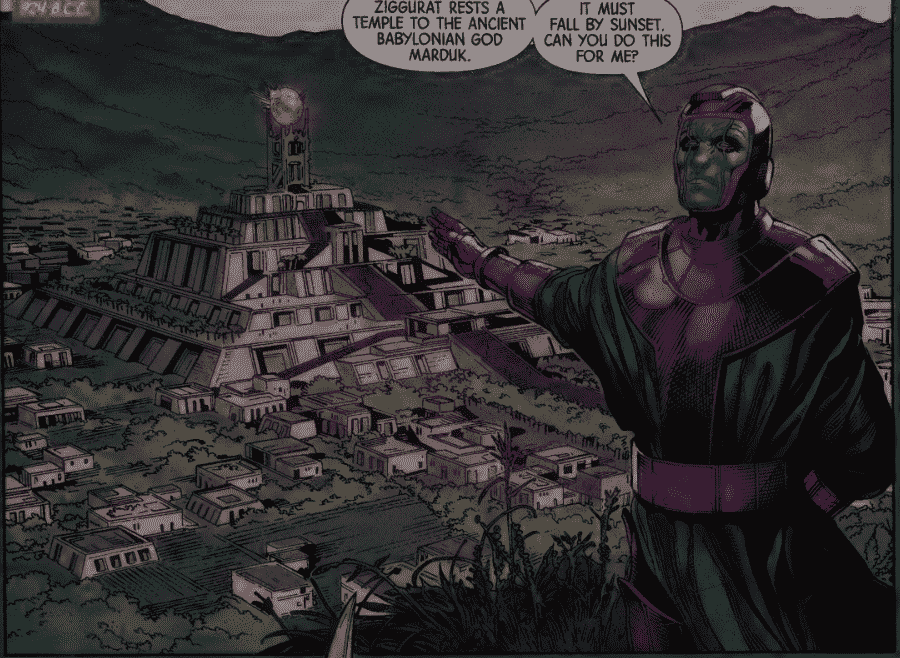 B.C.E.
ZIGGURAT RESTS A
TEMPLE TO THE ANCIENT
BABYLONIAN GOD
MARDUK.
IT MUST
FALL BY SUNSET.
CAN YOU DO THIS
FOR ME?